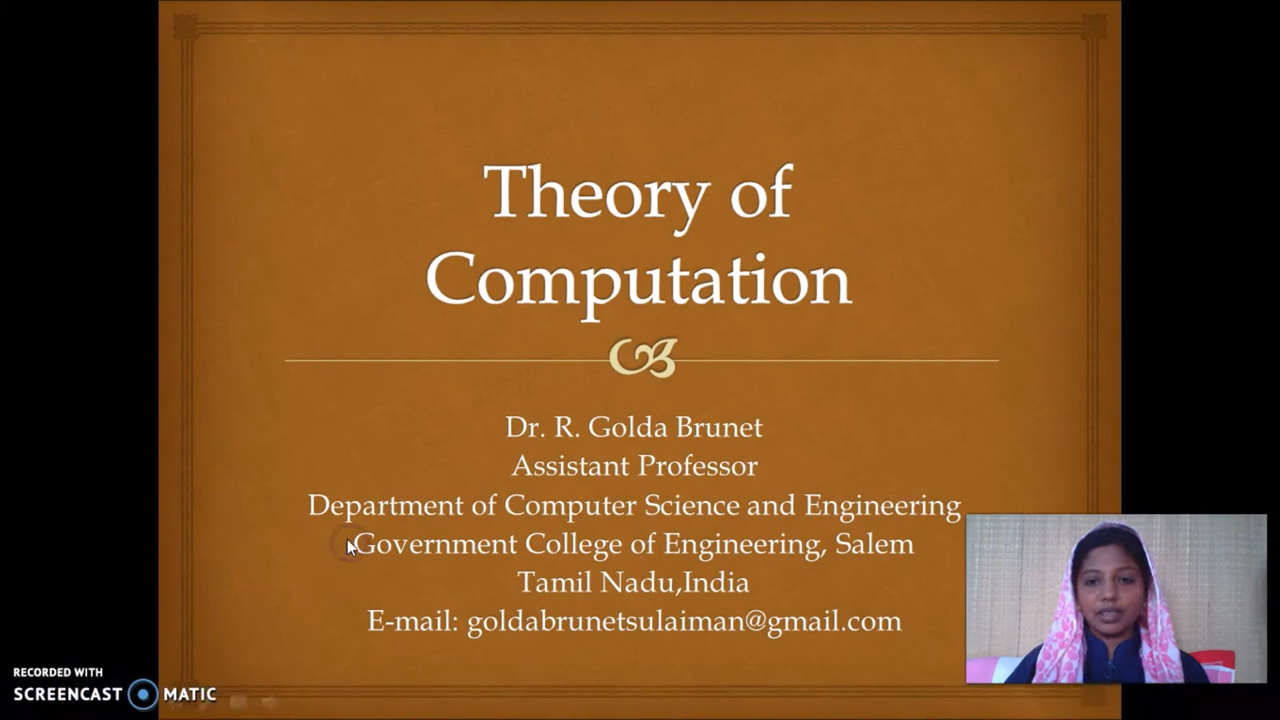 Theory of
Computation
Dr. R. Golda Brunet
Assistant Professor
Department of Computer Science and Engineering
Government College of Engineering, Salem
Tamil Nadu,India
E-mail: goldabrunetsulaiman@gmail.com
RECORDED WITH
SCREENCAST MATIC